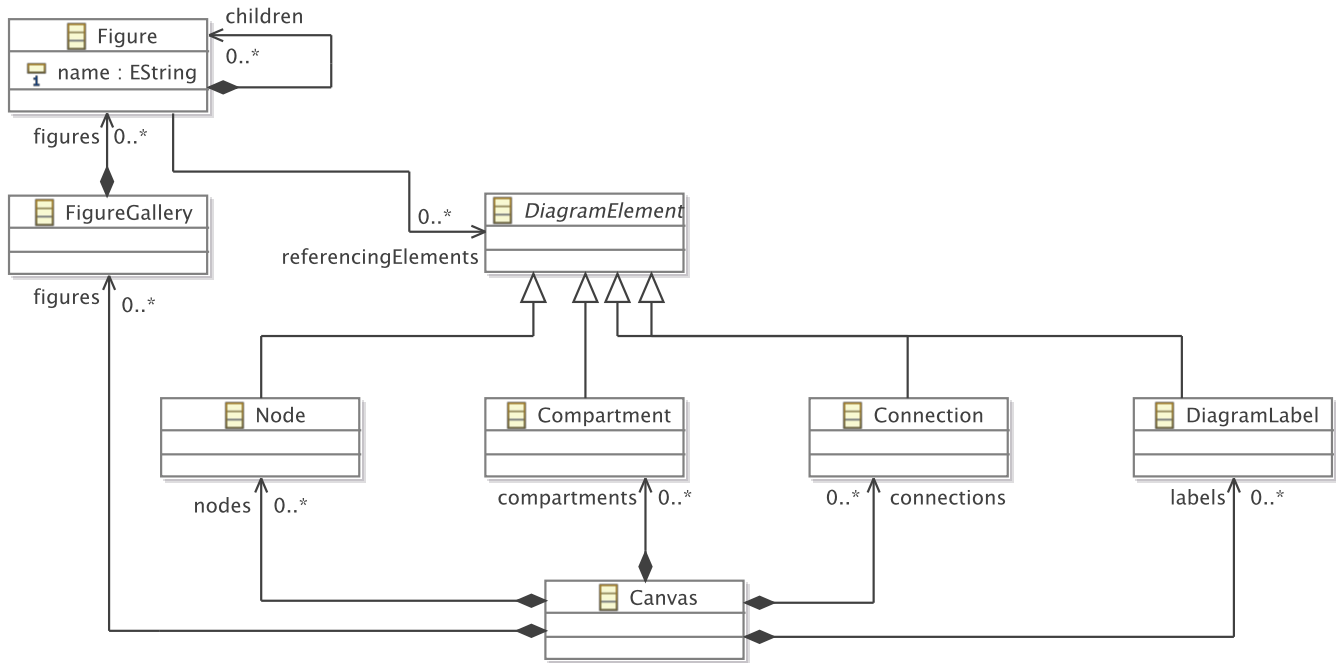 children
Figure
0..*
name : EString
1
figures 0..*
FigureGallery
DiagramElement
0..*
referencingElements
figures 0..*
Node
Compartment
Connection
DiagramLabel
nodes 0..*
compartments 0..*
0..* connections
labels 0..*
Canvas